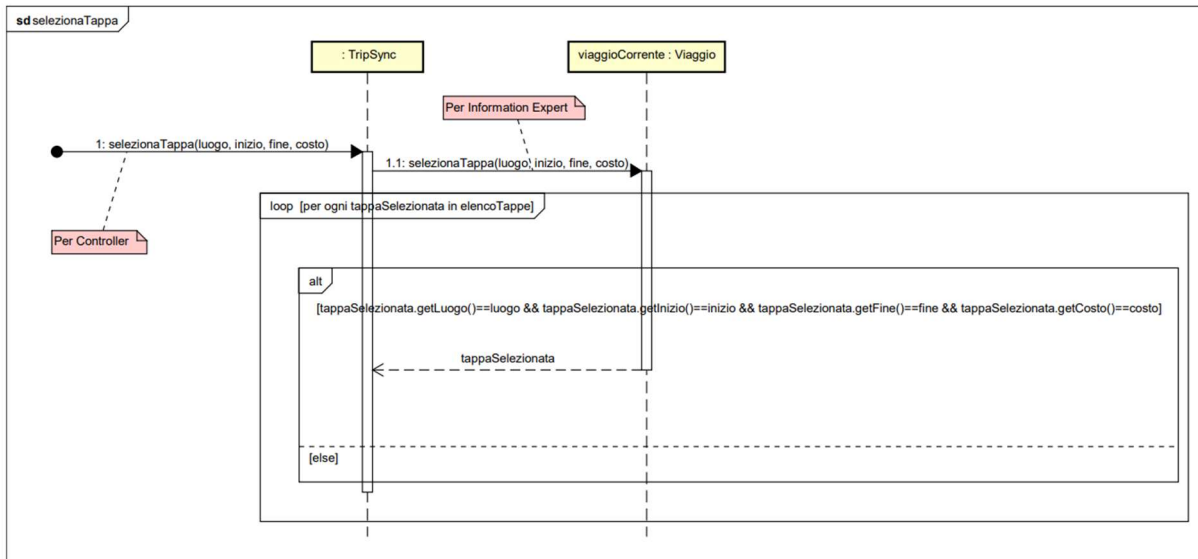 sd selezionaTappa
: TripSync
viaggioCorrente : Viaggio
Per Information Expert
1: selezionaTappa(luogo, inizio, fine, costo)
1.1: selezionaTappa(luogo, inizio, fine, costo)
loop [per ogni tappaSelezionata in elencoTappe]
Per Controller
alt
[tappaSelezionata.getLuogo()==luogo && tappaSelezionata.getInizio()==inizio && tappaSelezionata.getFine()==fine && tappaSelezionata.getCosto()==costo]
tappaSelezionata
[else]